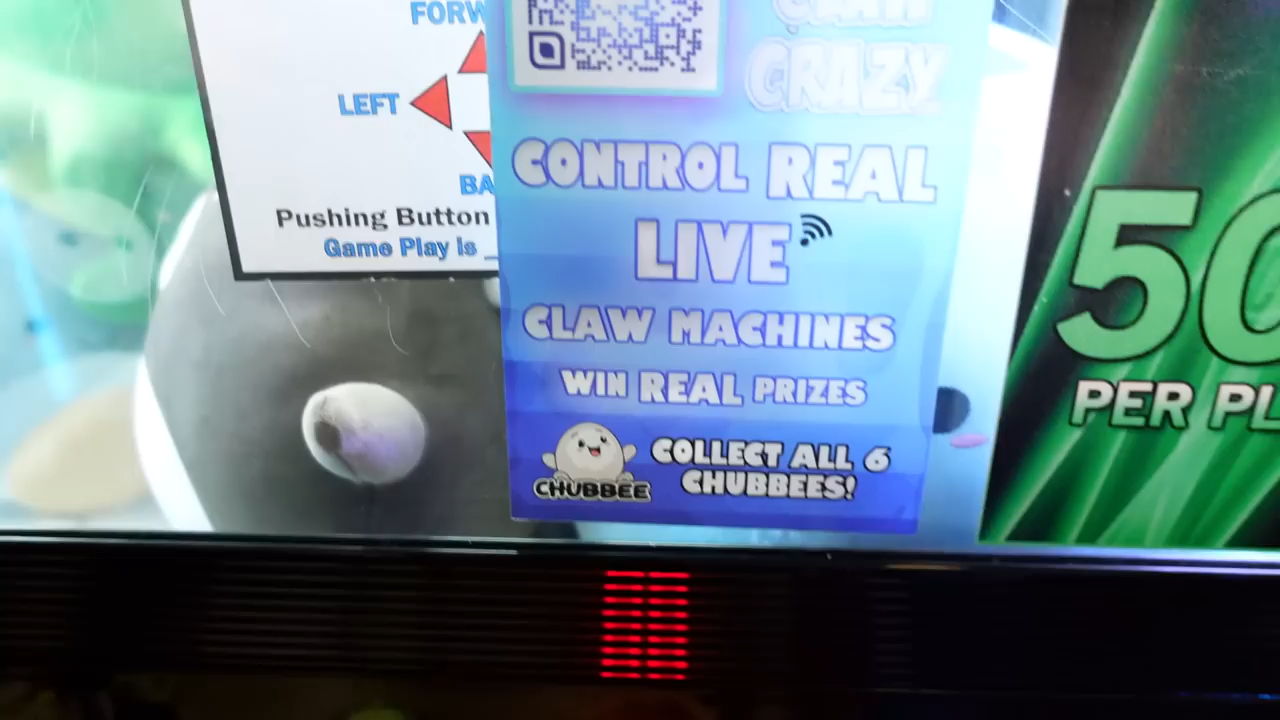 FORW
LEFT
BA
Pushing Button
Game Play is _
CRAZY
CONTROL REAL
LIVE
CLAW MACHINES
WIN REAL PRIZES
CHUBBEE
COLLECT ALL 6
CHUBBEES!
50
PER PL